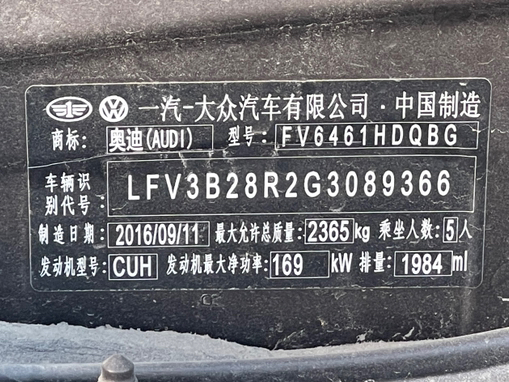 一汽-大众汽车有限公司·中国制造
商标: 奥迪(AUDI) 型号: FV6461HDQBG
车辆识别代号: LFV3B28R2G3089366
制造日期: 2016/09/11 最大允许总质量: 2365kg 乘坐人数: 5人
发动机型号: CUH 发动机最大净功率: 169 kW 排量: 1984 ml